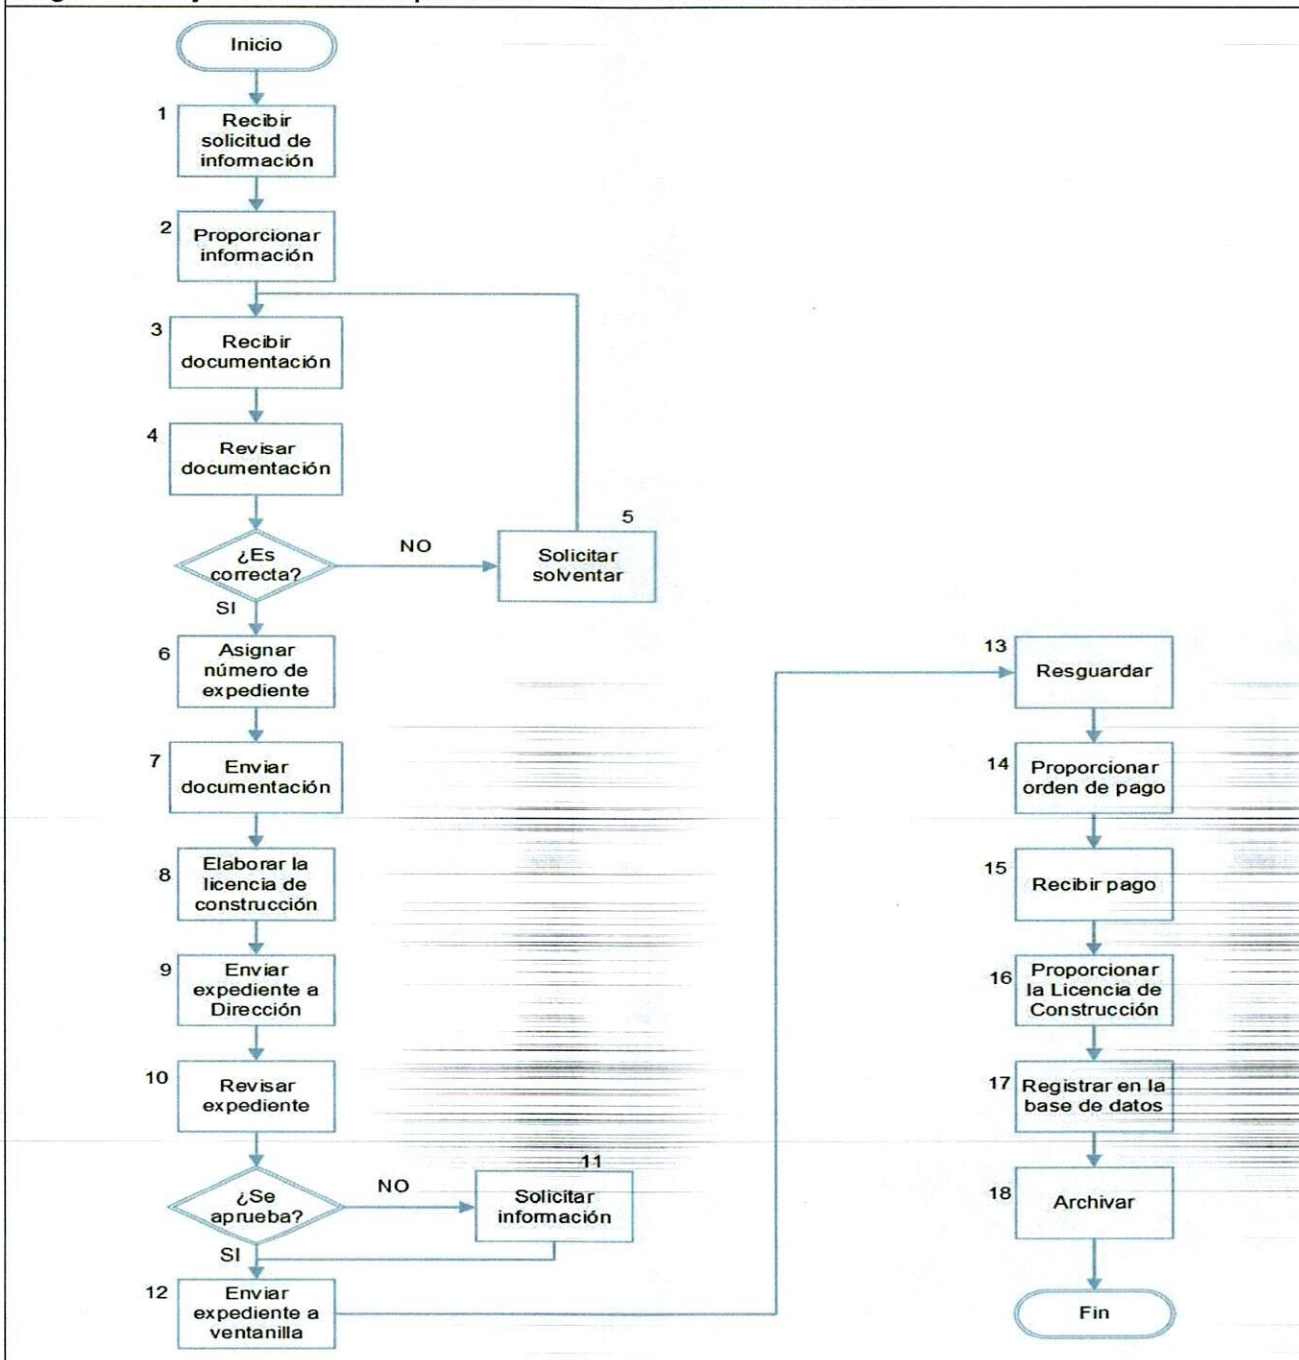 Inicio
1
Recibir
solicitud de
información
2
Proporcionar
información
3
Recibir
documentación
4
Revisar
documentación
¿Es
correcta?
NO
5
Solicitar
solventar
SI
6
Asignar
número de
expediente
7
Enviar
documentación
8
Elaborar la
licencia de
construcción
9
Enviar
expediente a
Dirección
10
Revisar
expediente
¿Se
aprueba?
NO
11
Solicitar
información
SI
12
Enviar
expediente a
ventanilla
13
Resguardar
14
Proporcionar
orden de pago
15
Recibir pago
16
Proporcionar
la Licencia de
Construcción
17
Registrar en la
base de datos
18
Archivar
Fin